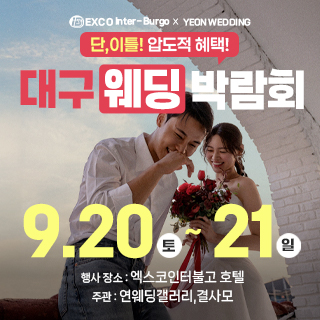 EXCO Inter-Burgo x YEON WEDDING
단,이틀! 압도적 혜택!
대구 웨딩 박람회
9.20 토 ~ 21 일
행사 장소 : 엑스코인터불고 호텔
주관 : 연웨딩갤러리,결사모